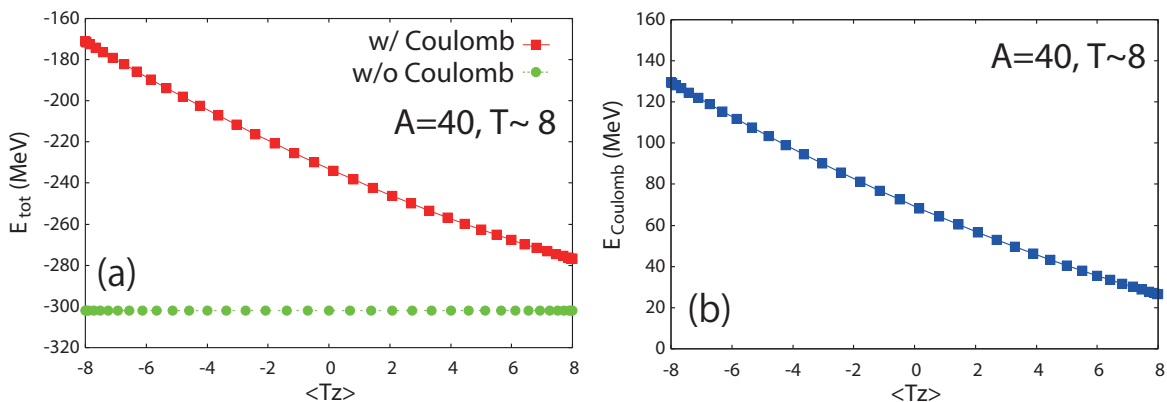 -160
-180
-200
-220
-240
-260
-280
-300
-320
E tot (MeV)
w/ Coulomb
w/o Coulomb
A=40, T~ 8
(a)
-8 -6 -4 -2 0 2 4 6 8
<Tz>
160
140
120
100
80
60
40
20
0
E Coulomb (MeV)
A=40, T~8
(b)
-8 -6 -4 -2 0 2 4 6 8
<Tz>